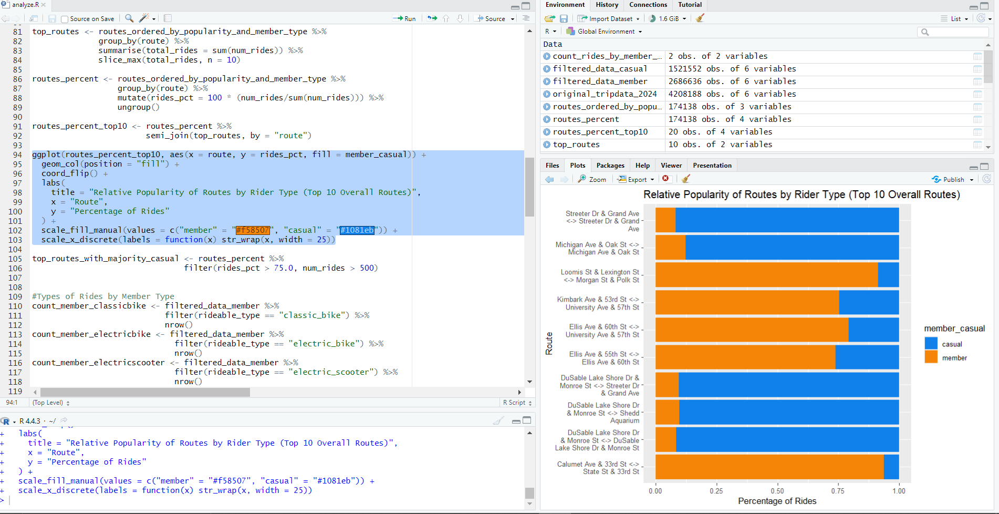 analyze.R
Source on Save
Run
Source
81 top_routes <- routes_ordered_by_popularity_and_member_type %>%
82 group_by(route) %>%
83 summarise(total_rides = sum(num_rides)) %>%
84 slice_max(total_rides, n = 10)
85
86 routes_percent <- routes_ordered_by_popularity_and_member_type %>%
87 group_by(route) %>%
88 mutate(rides_pct = 100 * (num_rides/sum(num_rides))) %>%
89 ungroup()
90
91 routes_percent_top10 <- routes_percent %>%
92 semi_join(top_routes, by = "route")
93
94 ggplot(routes_percent_top10, aes(x = route, y = rides_pct, fill = member_casual)) +
95 geom_col(position = "fill") +
96 coord_flip() +
97 labs(
98 title = "Relative Popularity of Routes by Rider Type (Top 10 Overall Routes)",
99 x = "Route",
100 y = "Percentage of Rides"
101 ) +
102 scale_fill_manual(values = c("member" = "#f58507", "casual" = "#1081eb")) +
103 scale_x_discrete(labels = function(x) str_wrap(x, width = 25))
104
105 top_routes_with_majority_casual <- routes_percent %>%
106 filter(rides_pct > 75.0, num_rides > 500)
107
108
109 #Types of Rides by Member Type
110 count_member_classicbike <- filtered_data_member %>%
111 filter(rideable_type == "classic_bike") %>%
112 nrow()
113 count_member_electricbike <- filtered_data_member %>%
114 filter(rideable_type == "electric_bike") %>%
115 nrow()
116 count_member_electricscooter <- filtered_data_member %>%
117 filter(rideable_type == "electric_scooter") %>%
118 nrow()
119
94:1 (Top Level) R Script
R 4.4.3 · ~/
+ labs(
+ title = "Relative Popularity of Routes by Rider Type (Top 10 Overall Routes)",
+ x = "Route",
+ y = "Percentage of Rides"
+ ) +
+ scale_fill_manual(values = c("member" = "#f58507", "casual" = "#1081eb")) +
+ scale_x_discrete(labels = function(x) str_wrap(x, width = 25))
>
Environment History Connections Tutorial
Import Dataset 1.6 GiB List
R Global Environment
Data
count_rides_by_member_… 2 obs. of 2 variables
filtered_data_casual 1521552 obs. of 6 variables
filtered_data_member 2686636 obs. of 6 variables
original_tripdata_2024 4208188 obs. of 6 variables
routes_ordered_by_popu… 174138 obs. of 3 variables
routes_percent 174138 obs. of 4 variables
routes_percent_top10 20 obs. of 4 variables
top_routes 10 obs. of 2 variables
Files Plots Packages Help Viewer Presentation
Zoom Export Publish
Relative Popularity of Routes by Rider Type (Top 10 Overall Routes)
Streeter Dr & Grand Ave
<-> Streeter Dr & Grand
Ave
Michigan Ave & Oak St <->
Michigan Ave & Oak St
Loomis St & Lexington St
<-> Morgan St & Polk St
Kimbark Ave & 53rd St <->
University Ave & 57th St
Ellis Ave & 60th St <->
University Ave & 57th St
Ellis Ave & 55th St <->
Ellis Ave & 60th St
DuSable Lake Shore Dr &
Monroe St <-> Streeter Dr
& Grand Ave
DuSable Lake Shore Dr
& Monroe St <-> Shedd
Aquarium
DuSable Lake Shore Dr
& Monroe St <-> DuSable
Lake Shore Dr & Monroe St
Calumet Ave & 33rd St <->
State St & 33rd St
Route
0.00 0.25 0.50 0.75 1.00
Percentage of Rides
member_casual
casual
member